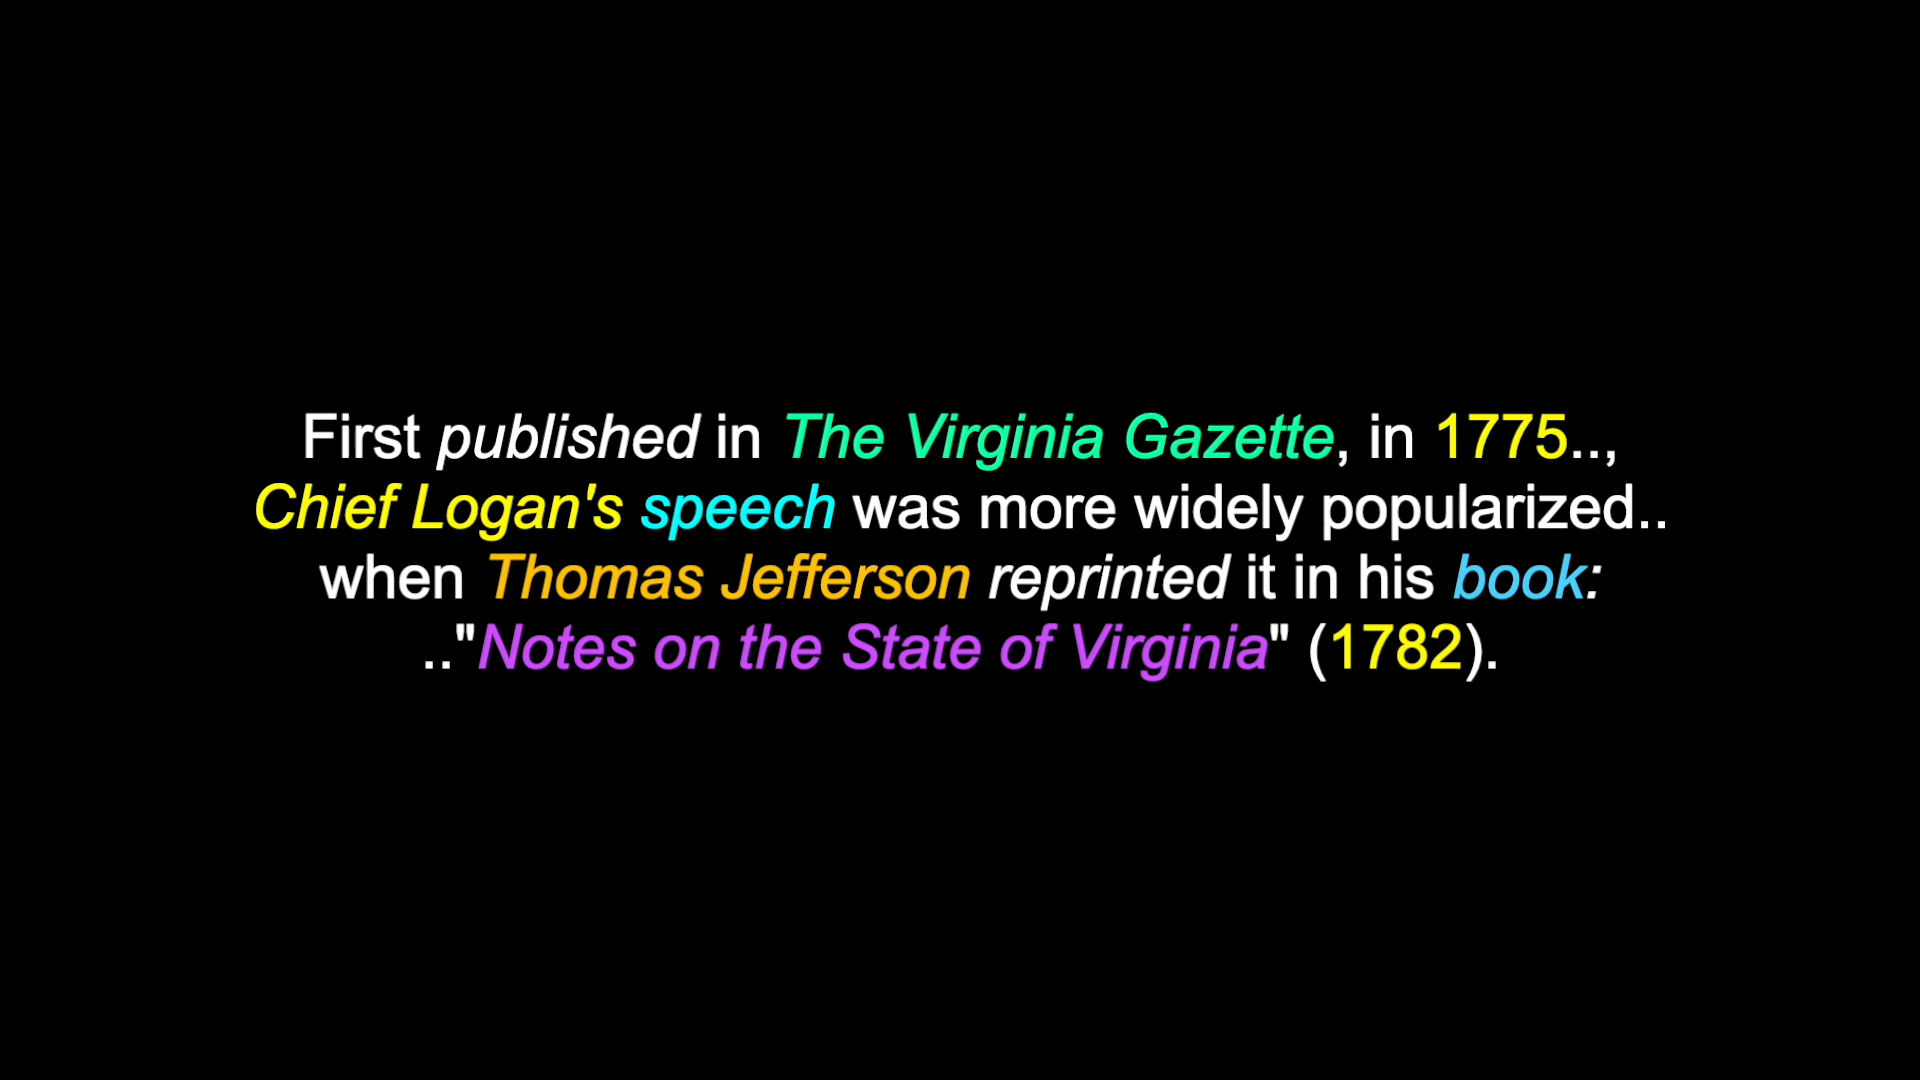 First published in The Virginia Gazette, in 1775..,
Chief Logan's speech was more widely popularized..
when Thomas Jefferson reprinted it in his book:
.."Notes on the State of Virginia" (1782).